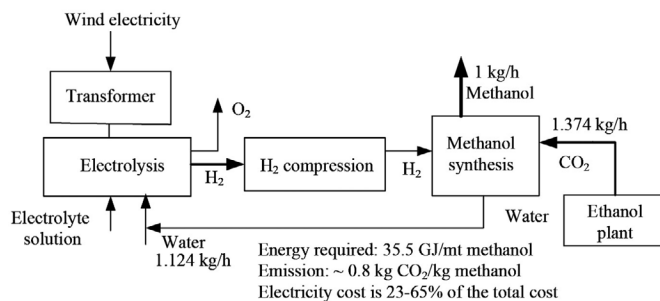 Wind electricity
Transformer
O₂
1 kg/h
Methanol
1.374 kg/h
Electrolysis
H₂
H₂ compression
H₂
Methanol
synthesis
CO₂
Electrolyte
solution
Water
1.124 kg/h
Water
Ethanol
plant
Energy required: 35.5 GJ/mt methanol
Emission: ~ 0.8 kg CO₂/kg methanol
Electricity cost is 23-65% of the total cost